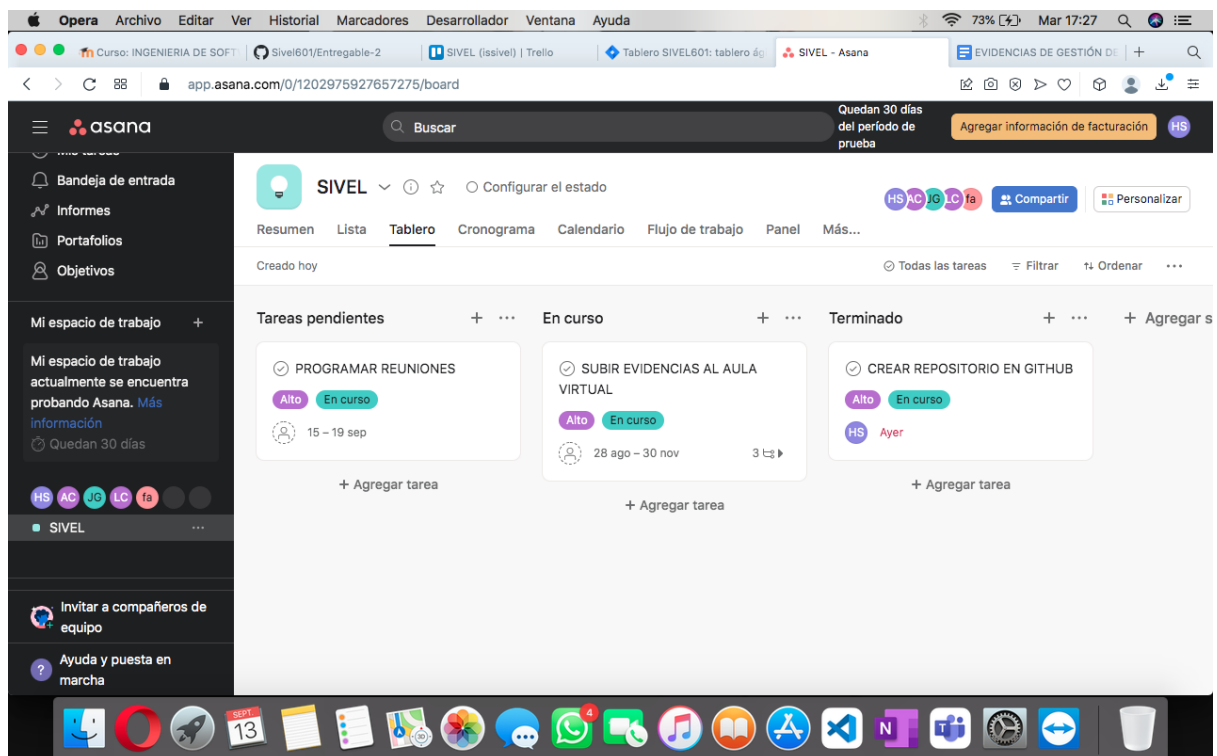 Opera Archivo Editar Ver Historial Marcadores Desarrollador Ventana Ayuda 73% Mar 17:27
Curso: INGENIERIA DE SOFT Sivel601/Entregable-2 SIVEL (issivel) | Trello Tablero SIVEL601: tablero ág SIVEL - Asana EVIDENCIAS DE GESTIÓN DE
app.asana.com/0/1202975927657275/board
asana
Buscar
Quedan 30 días
del período de
prueba
Agregar información de facturación
HS
Bandeja de entrada
Informes
Portafolios
Objetivos
Mi espacio de trabajo +
Mi espacio de trabajo
actualmente se encuentra
probando Asana. Más
información
Quedan 30 días
HS AC JG LC fa
SIVEL ...
Invitar a compañeros de
equipo
? Ayuda y puesta en
marcha
SIVEL Configurar el estado
HS AC JG LC fa Compartir Personalizar
Resumen Lista Tablero Cronograma Calendario Flujo de trabajo Panel Más...
Creado hoy Todas las tareas Filtrar Ordenar ...
Tareas pendientes + ...
PROGRAMAR REUNIONES
Alto En curso
15 – 19 sep
+ Agregar tarea
En curso + ...
SUBIR EVIDENCIAS AL AULA
VIRTUAL
Alto En curso
28 ago – 30 nov 3
+ Agregar tarea
Terminado + ...
CREAR REPOSITORIO EN GITHUB
Alto En curso
HS Ayer
+ Agregar tarea
+ Agregar s
SEPT.
13
3D
4
N